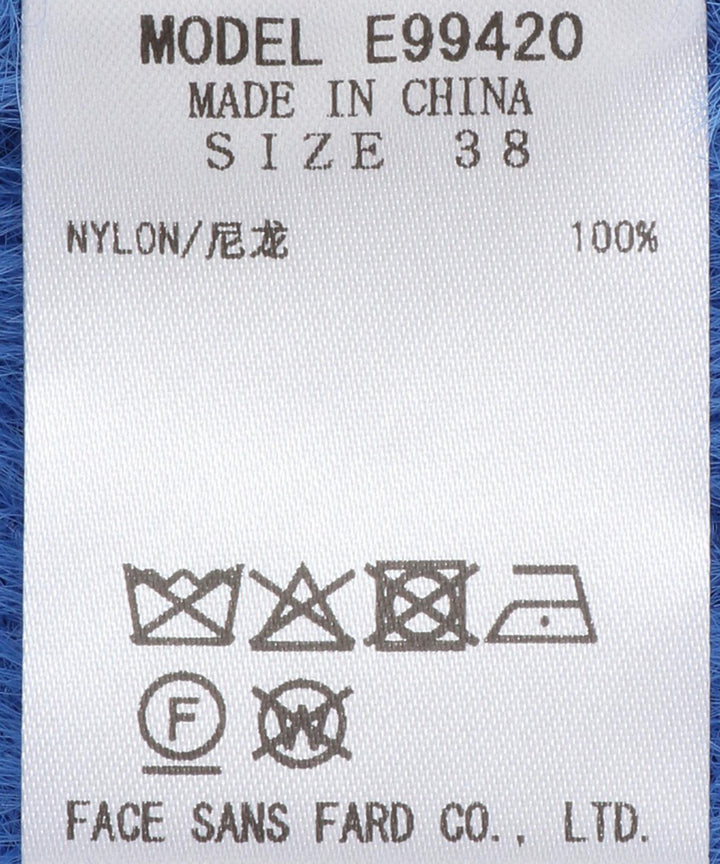 MODEL E99420
MADE IN CHINA
SIZE 38
NYLON/尼龙 100%
F W
FACE SANS FARD CO., LTD.